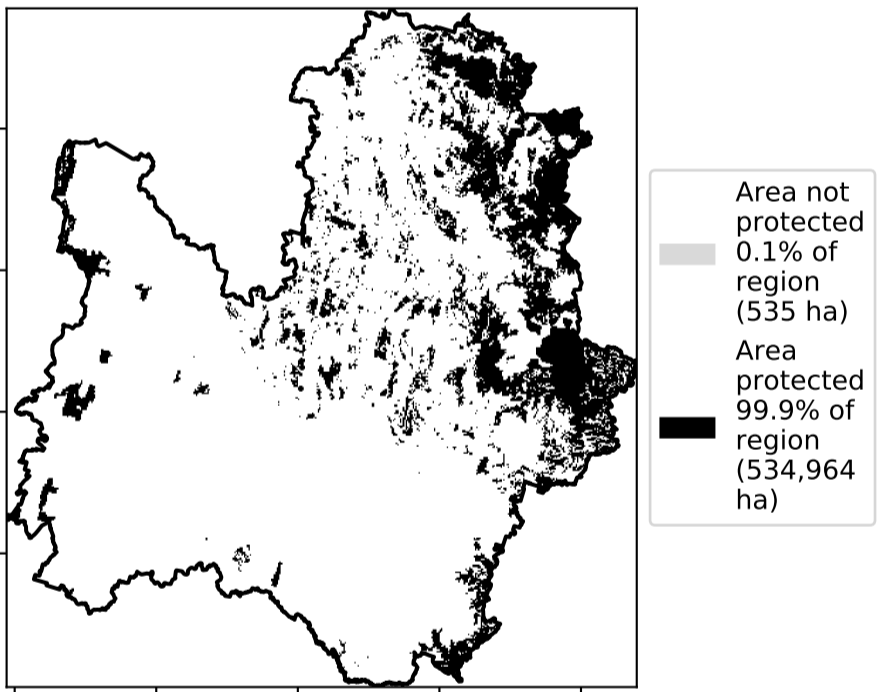 Area not
protected
0.1% of
region
(535 ha)
Area
protected
99.9% of
region
(534,964
ha)